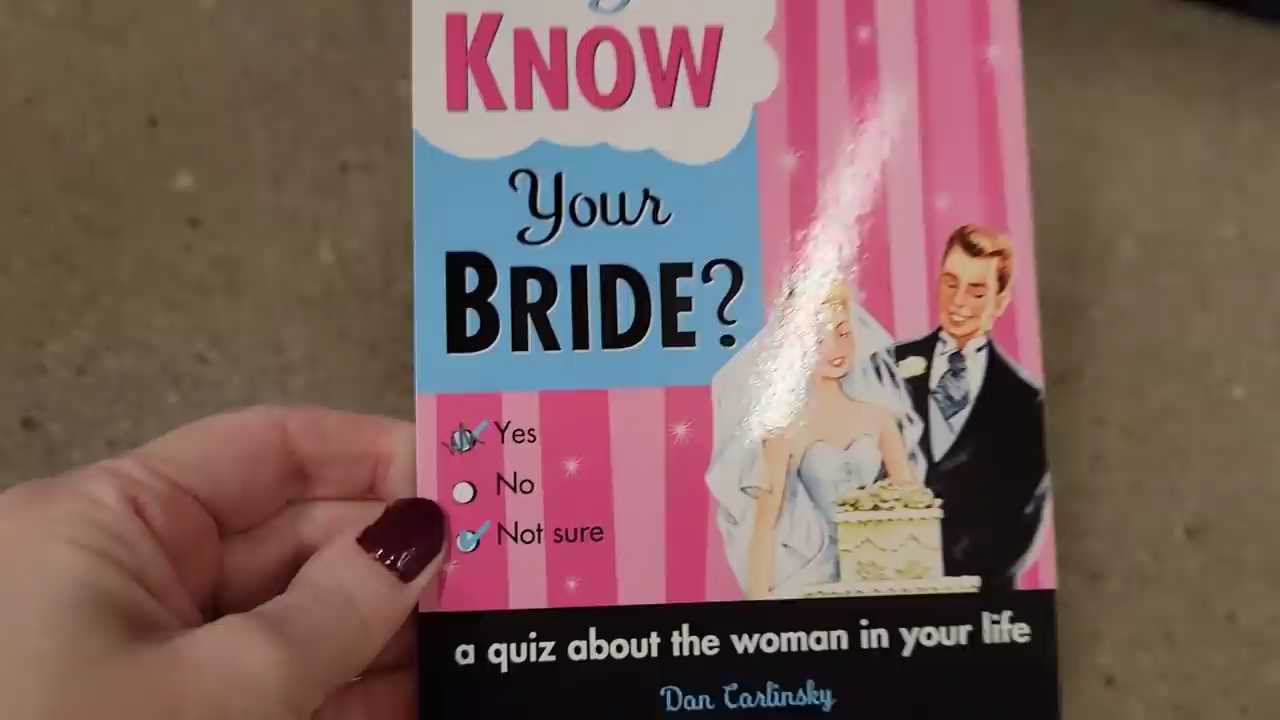 KNOW
Your
BRIDE?
Yes
No
Not sure
a quiz about the woman in your life
Dan Carlinsky